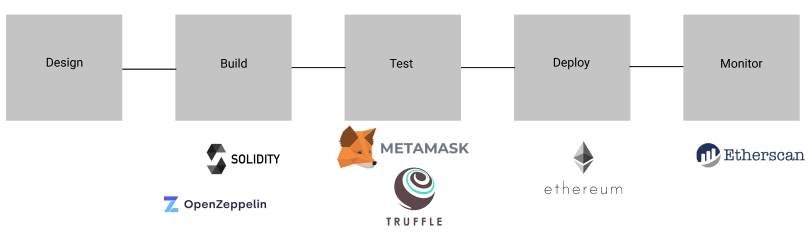 Design
Build
Test
Deploy
Monitor
SOLIDITY
OpenZeppelin
METAMASK
TRUFFLE
ethereum
Etherscan